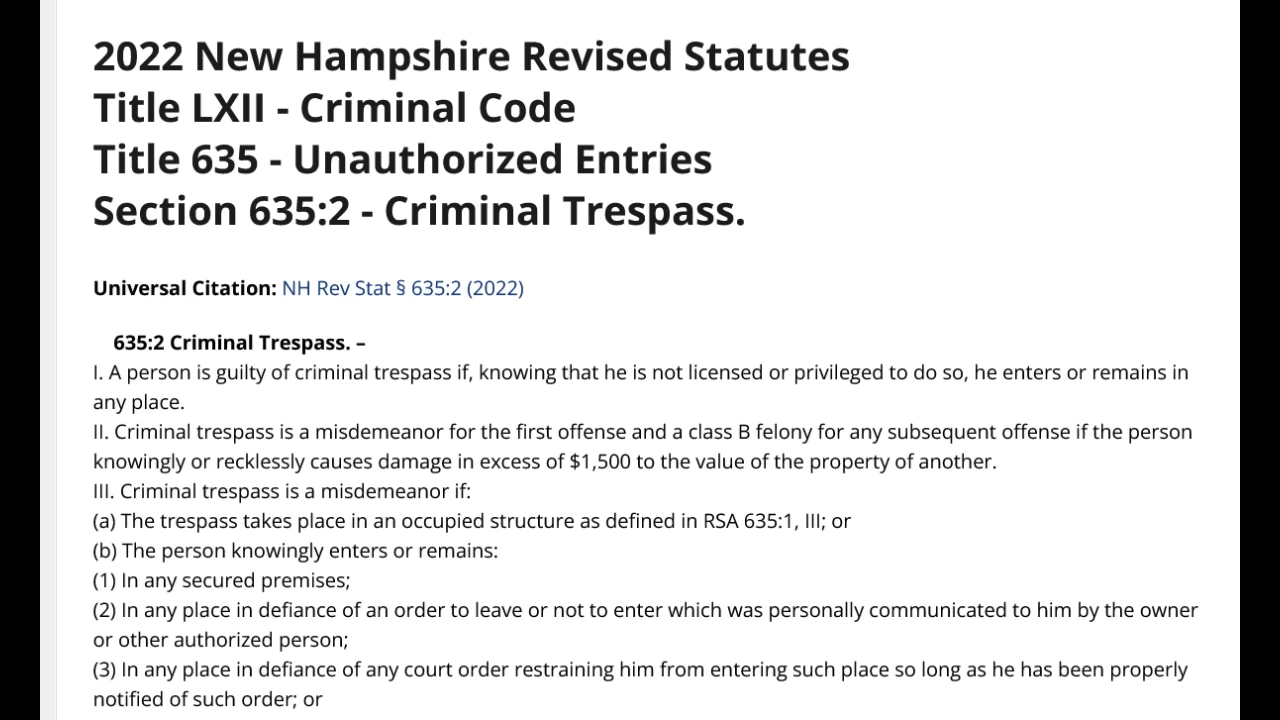 2022 New Hampshire Revised Statutes
Title LXII - Criminal Code
Title 635 - Unauthorized Entries
Section 635:2 - Criminal Trespass.
Universal Citation: NH Rev Stat § 635:2 (2022)
635:2 Criminal Trespass. –
I. A person is guilty of criminal trespass if, knowing that he is not licensed or privileged to do so, he enters or remains in
any place.
II. Criminal trespass is a misdemeanor for the first offense and a class B felony for any subsequent offense if the person
knowingly or recklessly causes damage in excess of $1,500 to the value of the property of another.
III. Criminal trespass is a misdemeanor if:
(a) The trespass takes place in an occupied structure as defined in RSA 635:1, III; or
(b) The person knowingly enters or remains:
(1) In any secured premises;
(2) In any place in defiance of an order to leave or not to enter which was personally communicated to him by the owner
or other authorized person;
(3) In any place in defiance of any court order restraining him from entering such place so long as he has been properly
notified of such order; or